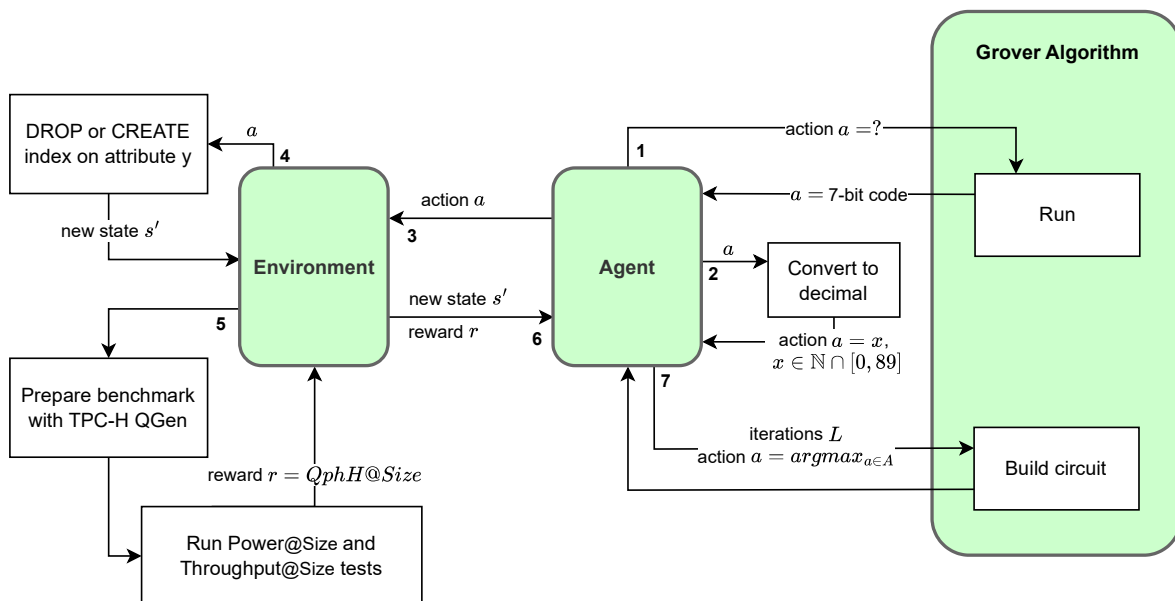 Grover Algorithm
DROP or CREATE
index on attribute y
a
4
1
action a =?
a = 7-bit code
Run
new state s′
action a
3
Environment
Agent
a
2
Convert to
decimal
5
new state s′
reward r
6
action a = x,
x ∈ ℕ ∩ [0, 89]
7
Prepare benchmark
with TPC-H QGen
iterations L
action a = argmax_{a∈A}
Build circuit
reward r = QphH@Size
Run Power@Size and
Throughput@Size tests